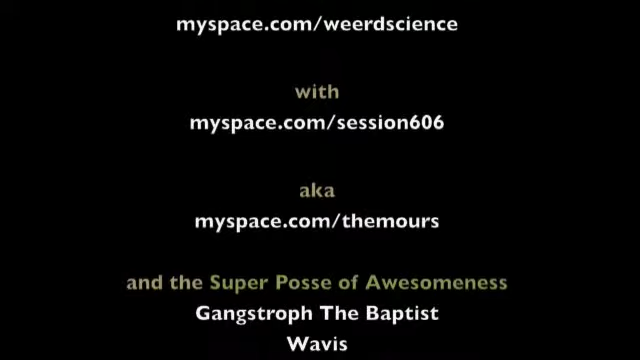 myspace.com/weerdscience
with
myspace.com/session606
aka
myspace.com/themours
and the Super Posse of Awesomeness
Gangstroph The Baptist
Wavis